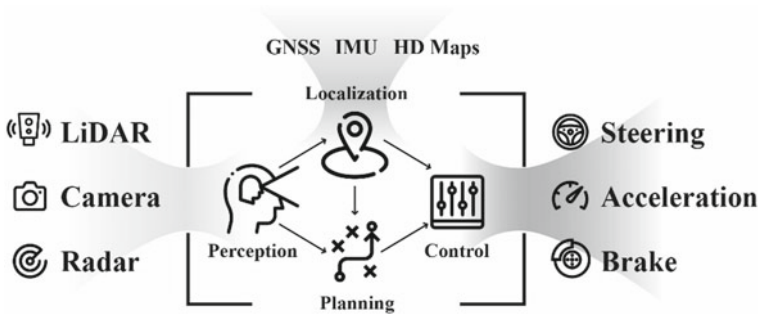 GNSS IMU HD Maps
Localization
LiDAR
Camera
Radar
Perception
Planning
Control
Steering
Acceleration
Brake